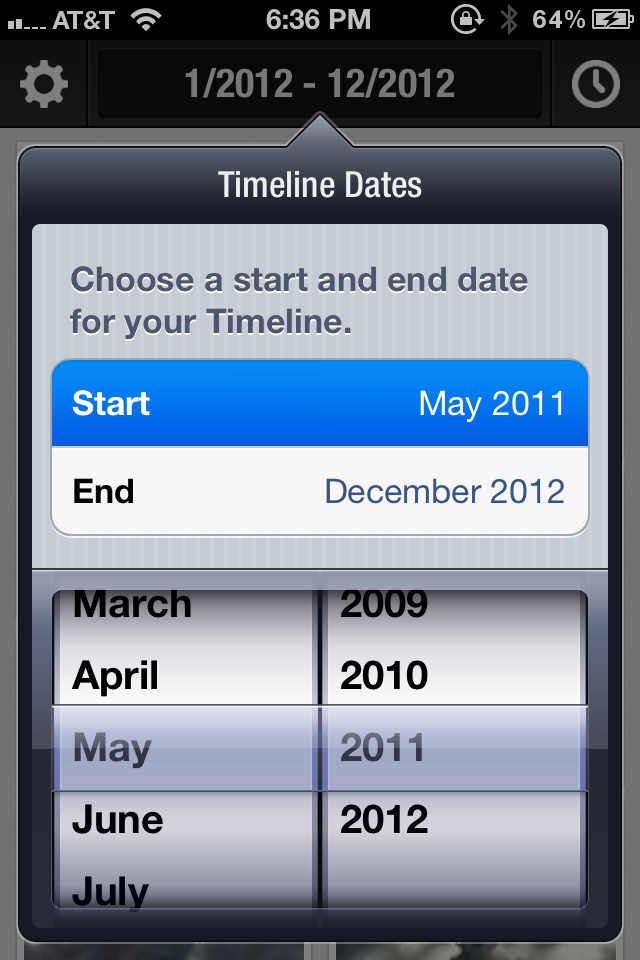 AT&T 6:36 PM 64%
1/2012 - 12/2012
Timeline Dates
Choose a start and end date
for your Timeline.
Start May 2011
End December 2012
March 2009
April 2010
May 2011
June 2012
July